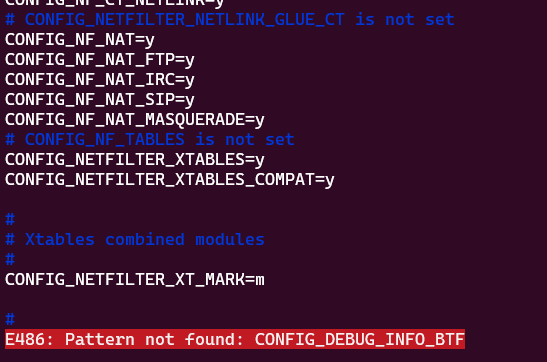 CONFIG_NF_CT_NETLINK=y
# CONFIG_NETFILTER_NETLINK_GLUE_CT is not set
CONFIG_NF_NAT=y
CONFIG_NF_NAT_FTP=y
CONFIG_NF_NAT_IRC=y
CONFIG_NF_NAT_SIP=y
CONFIG_NF_NAT_MASQUERADE=y
# CONFIG_NF_TABLES is not set
CONFIG_NETFILTER_XTABLES=y
CONFIG_NETFILTER_XTABLES_COMPAT=y
#
# Xtables combined modules
#
CONFIG_NETFILTER_XT_MARK=m
#
E486: Pattern not found: CONFIG_DEBUG_INFO_BTF